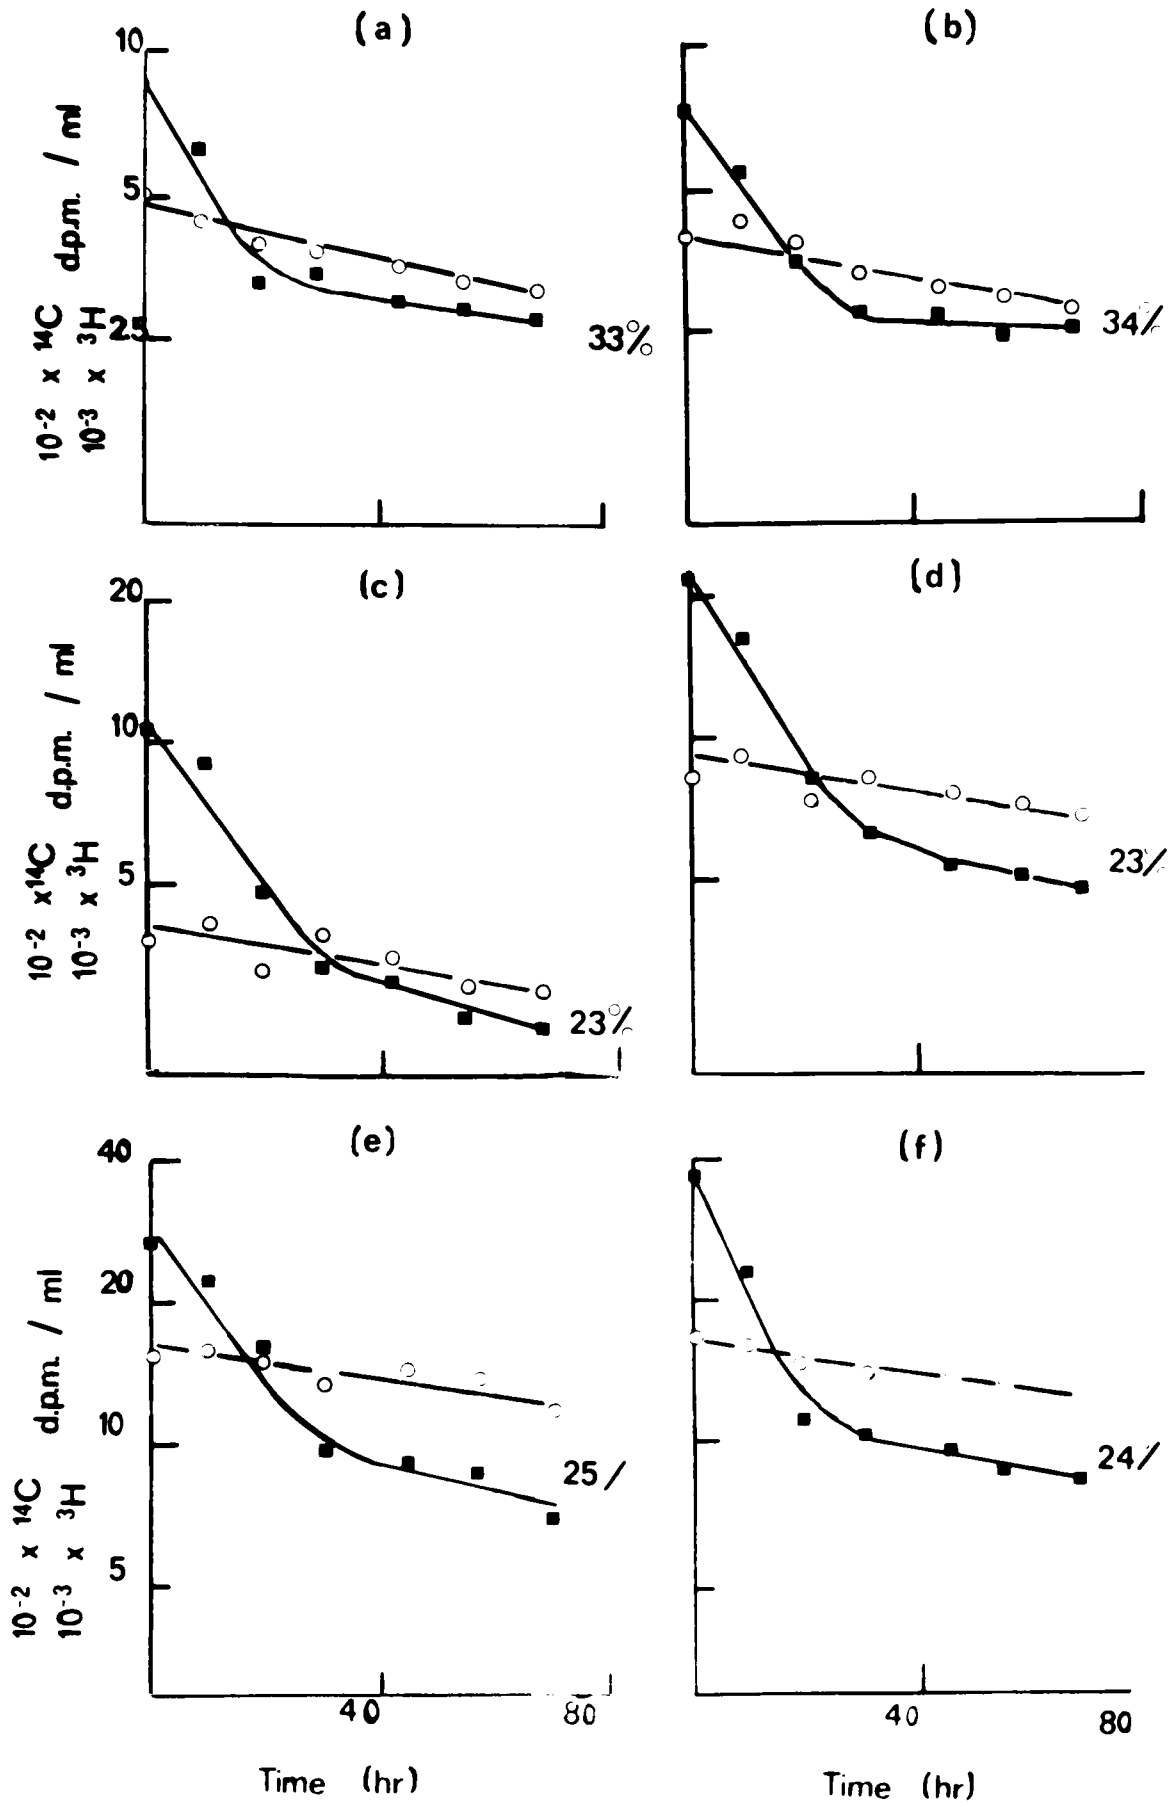 (a)
(b)
10
5
2.5
10-2 x 14C d.p.m. / ml
10-3 x 3H
33%
34%
(c)
(d)
20
10
5
10-2 x14C d.p.m. / ml
10-3 x 3H
23%
23%
(e)
(f)
40
20
10
5
10-2 x 14C d.p.m. / ml
10-3 x 3H
25/
24/
40
80
40
80
Time (hr)
Time (hr)